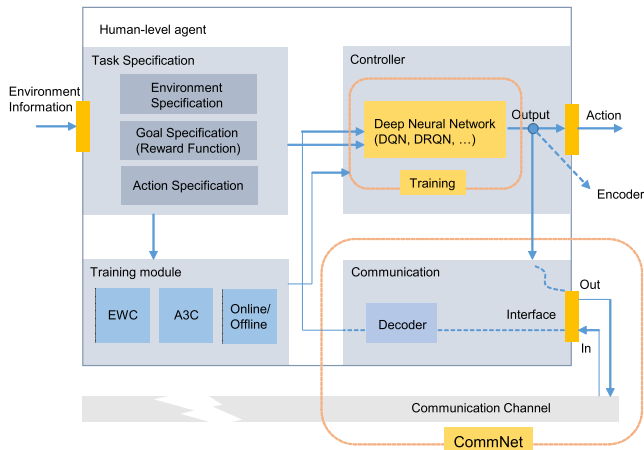 Human-level agent
Task Specification
Controller
Environment
Information
Environment
Specification
Goal Specification
(Reward Function)
Action Specification
Deep Neural Network
(DQN, DRQN, …)
Training
Output
Action
Encoder
Training module
EWC
A3C
Online/
Offline
Communication
Decoder
Interface
Out
In
Communication Channel
CommNet